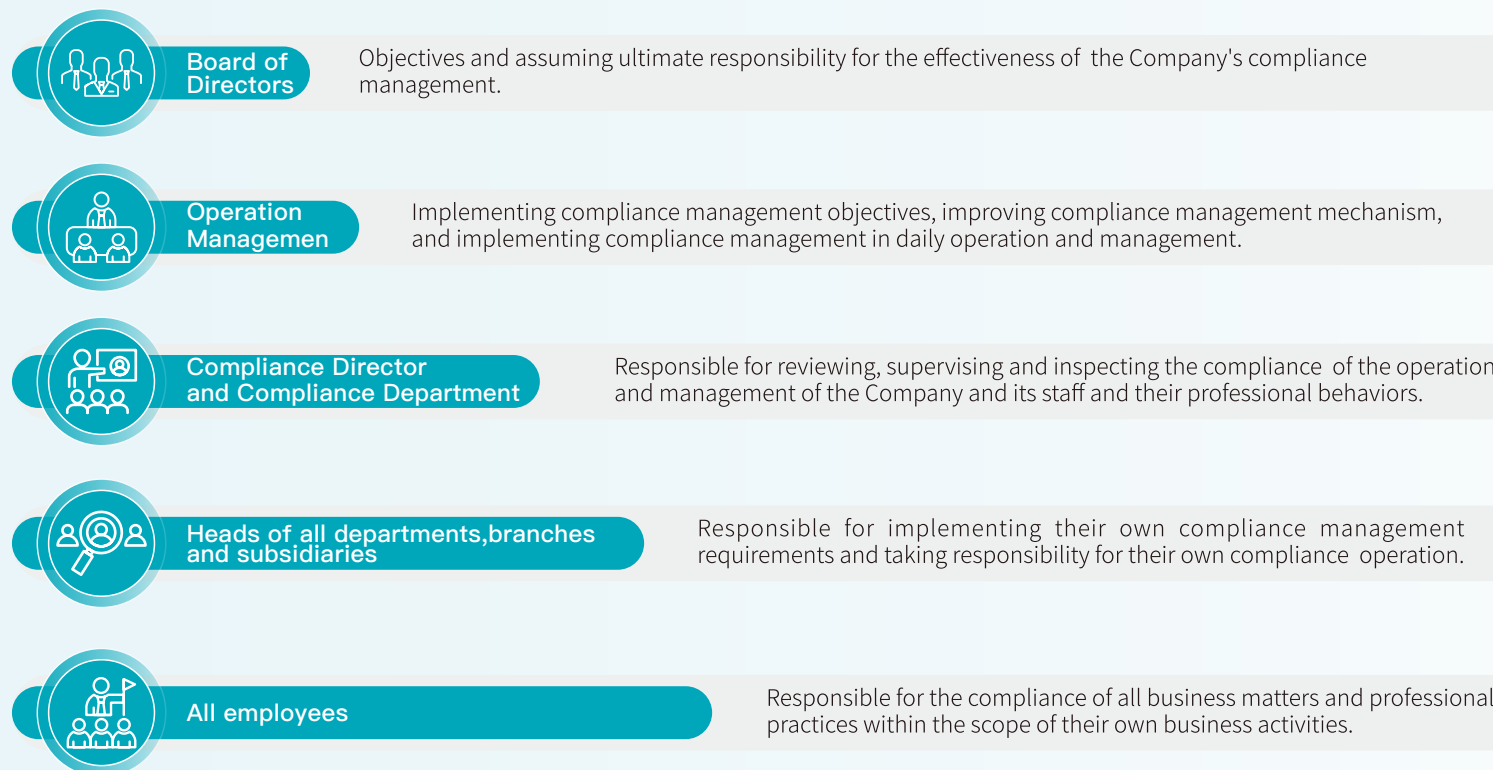 Board of
Directors
Objectives and assuming ultimate responsibility for the effectiveness of the Company's compliance
management.
Operation
Managemen
Implementing compliance management objectives, improving compliance management mechanism,
and implementing compliance management in daily operation and management.
Compliance Director
and Compliance Department
Responsible for reviewing, supervising and inspecting the compliance of the operation
and management of the Company and its staff and their professional behaviors.
Heads of all departments,branches
and subsidiaries
Responsible for implementing their own compliance management
requirements and taking responsibility for their own compliance operation.
All employees
Responsible for the compliance of all business matters and professional
practices within the scope of their own business activities.